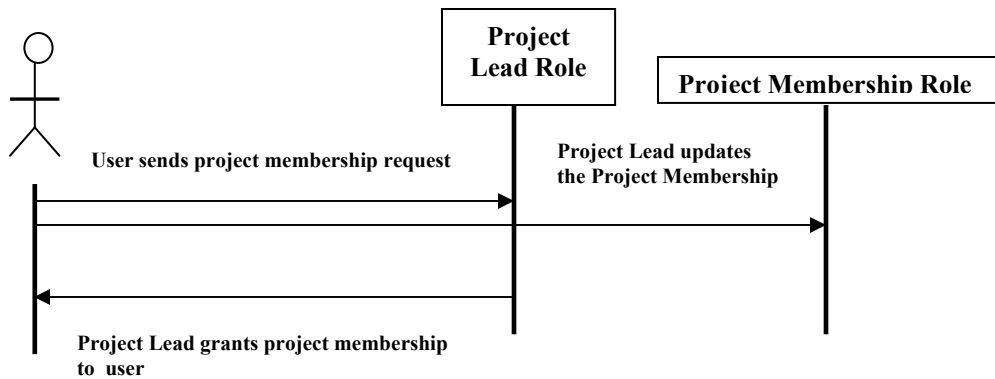 Project
Lead Role
Project Membership Role
User sends project membership request
Project Lead updates
the Project Membership
Project Lead grants project membership
to user